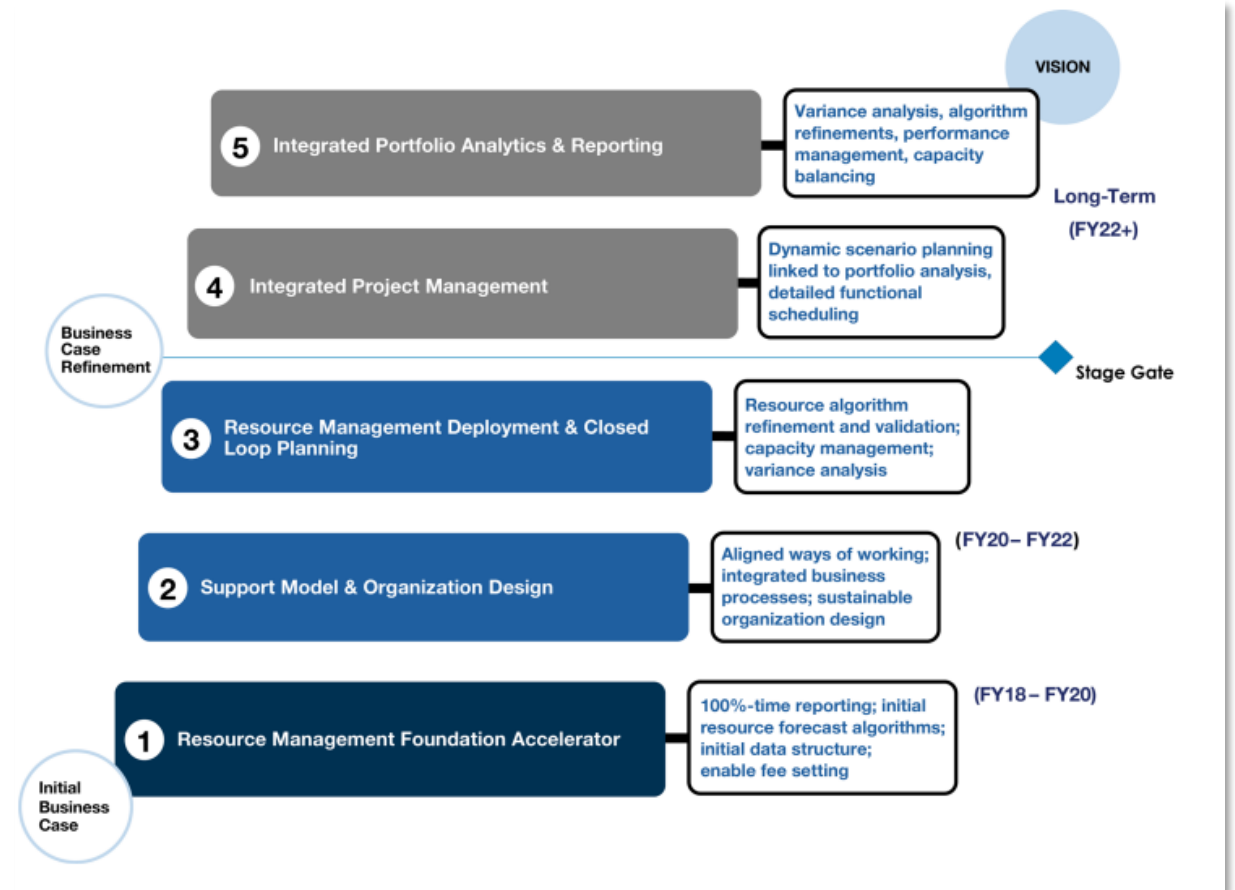 VISION
5
Integrated Portfolio Analytics & Reporting
Variance analysis, algorithm
refinements, performance
management, capacity
balancing
Long-Term
(FY22+)
4
Integrated Project Management
Dynamic scenario planning
linked to portfolio analysis,
detailed functional
scheduling
Business
Case
Refinement
Stage Gate
3
Resource Management Deployment & Closed
Loop Planning
Resource algorithm
refinement and validation;
capacity management;
variance analysis
(FY20– FY22)
2
Support Model & Organization Design
Aligned ways of working;
integrated business
processes; sustainable
organization design
(FY18 – FY20)
1
Resource Management Foundation Accelerator
100%-time reporting; initial
resource forecast algorithms;
initial data structure;
enable fee setting
Initial
Business
Case